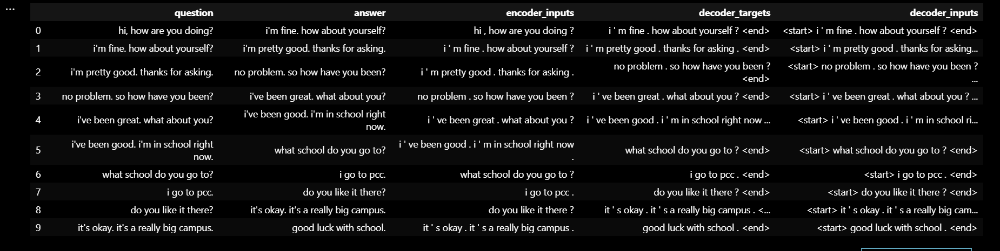 ...
question answer encoder_inputs decoder_targets decoder_inputs
0 hi, how are you doing? i'm fine. how about yourself? hi , how are you doing ? i ' m fine . how about yourself ? <end> <start> i ' m fine . how about yourself ? <end>
1 i'm fine. how about yourself? i'm pretty good. thanks for asking. i ' m fine . how about yourself ? i ' m pretty good . thanks for asking . <end> <start> i ' m pretty good . thanks for asking...
2 i'm pretty good. thanks for asking. no problem. so how have you been? i ' m pretty good . thanks for asking . no problem . so how have you been ? <end> <start> no problem . so how have you been ? ...
3 no problem. so how have you been? i've been great. what about you? no problem . so how have you been ? i ' ve been great . what about you ? <end> <start> i ' ve been great . what about you ? ...
4 i've been great. what about you? i've been good. i'm in school right now. i ' ve been great . what about you ? i ' ve been good . i ' m in school right now ... <start> i ' ve been good . i ' m in school ri...
5 i've been good. i'm in school right now. what school do you go to? i ' ve been good . i ' m in school right now . what school do you go to ? <end> <start> what school do you go to ? <end>
6 what school do you go to? i go to pcc. what school do you go to ? i go to pcc . <end> <start> i go to pcc . <end>
7 i go to pcc. do you like it there? i go to pcc . do you like it there ? <end> <start> do you like it there ? <end>
8 do you like it there? it's okay. it's a really big campus. do you like it there ? it ' s okay . it ' s a really big campus . <... <start> it ' s okay . it ' s a really big cam...
9 it's okay. it's a really big campus. good luck with school. it ' s okay . it ' s a really big campus . good luck with school . <end> <start> good luck with school . <end>